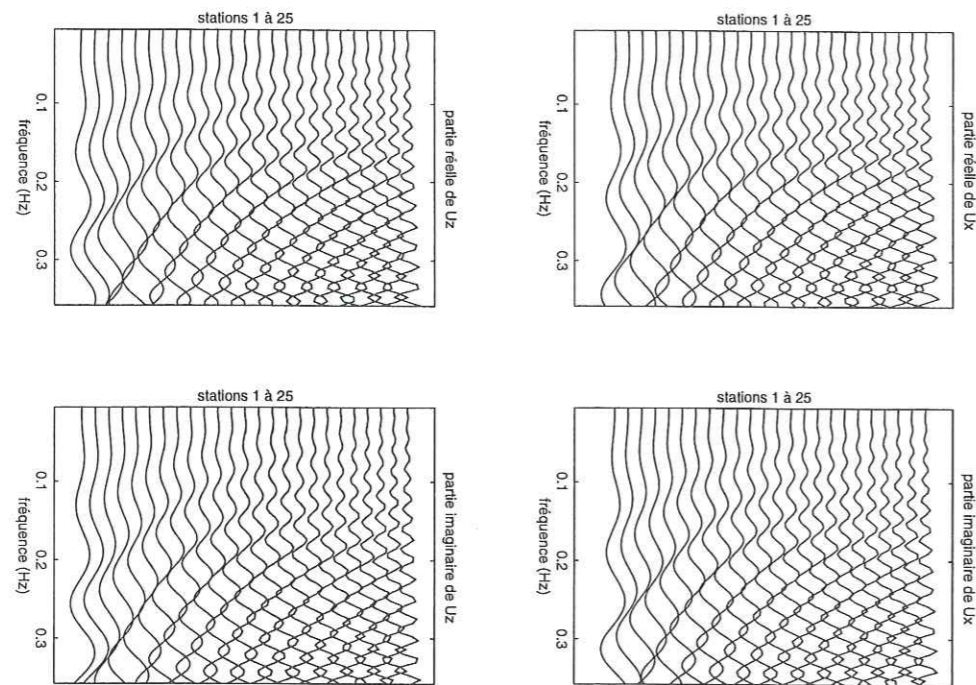 stations 1 à 25
0.1
0.2
0.3
fréquence (Hz)
partie réelle de Uz
stations 1 à 25
0.1
0.2
0.3
fréquence (Hz)
partie réelle de Ux
stations 1 à 25
0.1
0.2
0.3
fréquence (Hz)
partie imaginaire de Uz
stations 1 à 25
0.1
0.2
0.3
fréquence (Hz)
partie imaginaire de Ux